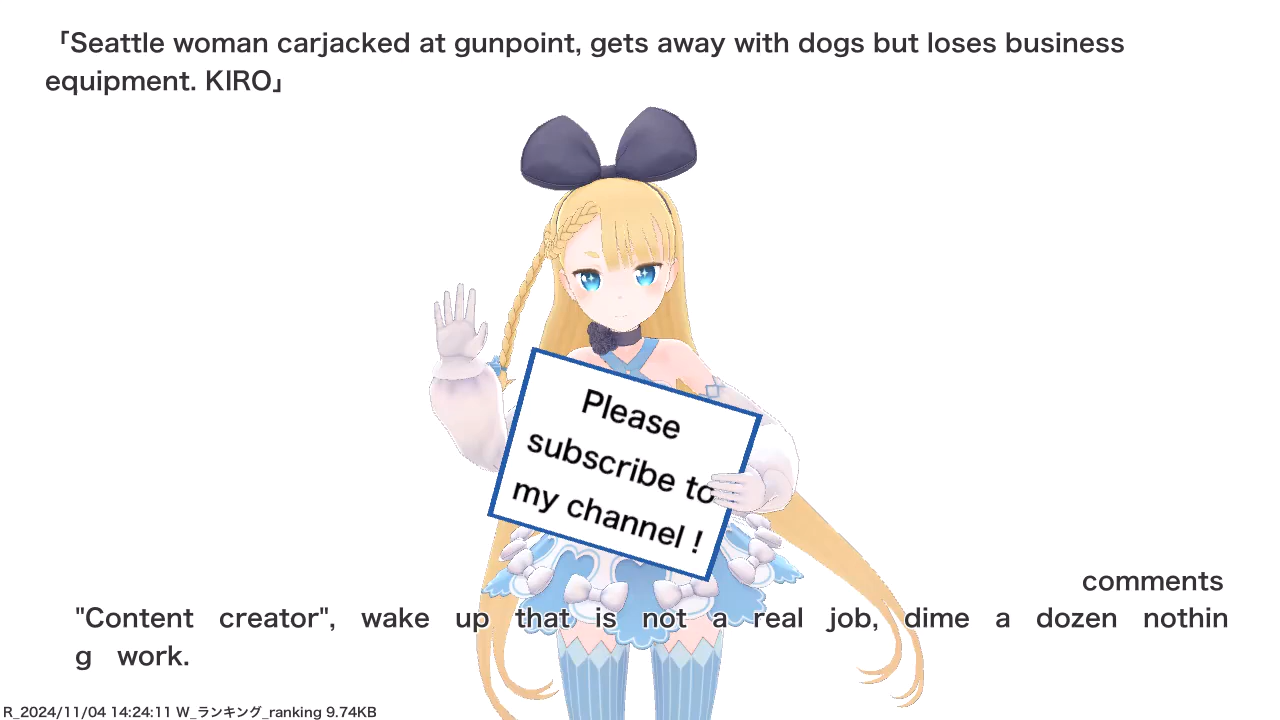 「Seattle woman carjacked at gunpoint, gets away with dogs but loses business
equipment. KIRO」
Please
subscribe to
my channel !
comments
"Content creator", wake up that is not a real job, dime a dozen nothin
g work.
R_2024/11/04 14:24:11 W_ランキング_ranking 9.74KB